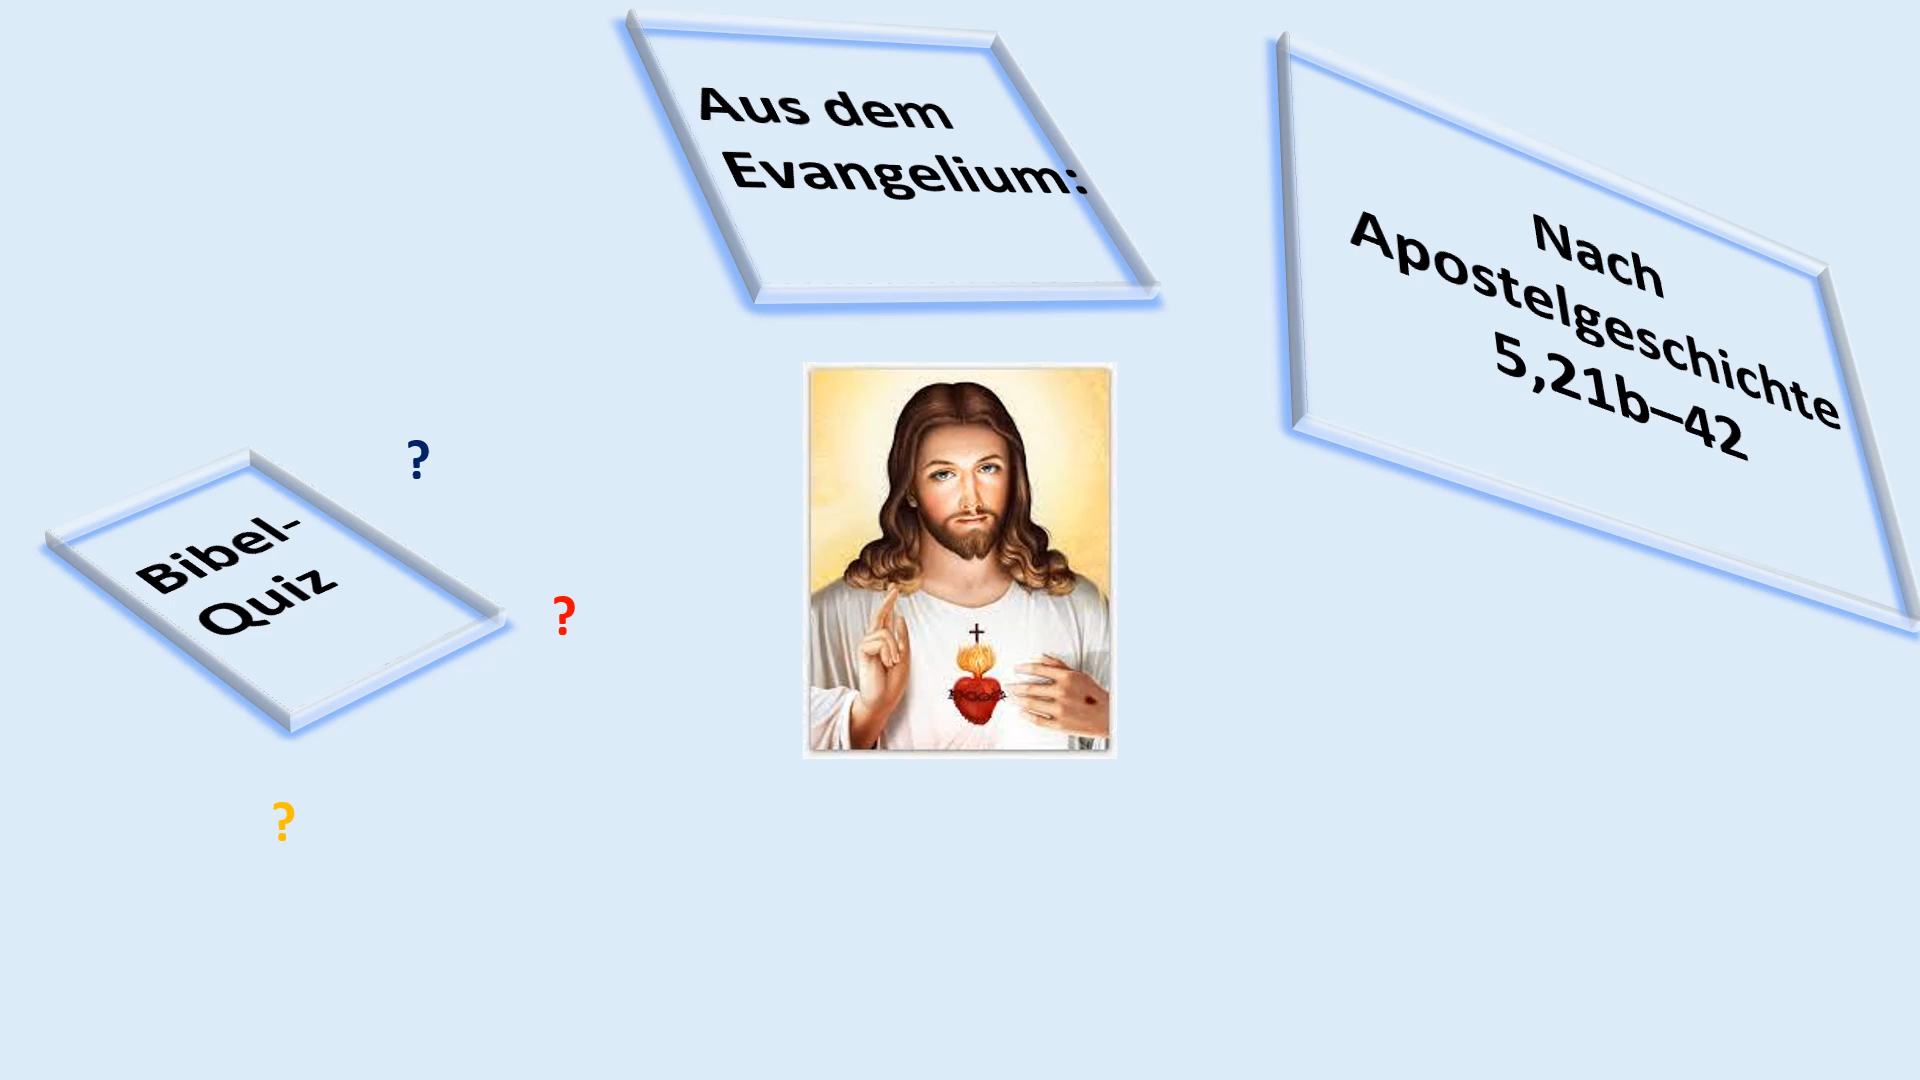 Aus dem
Evangelium:
Nach
Apostelgeschichte
5,21b–42
?
Bibel-
Quiz
?
?